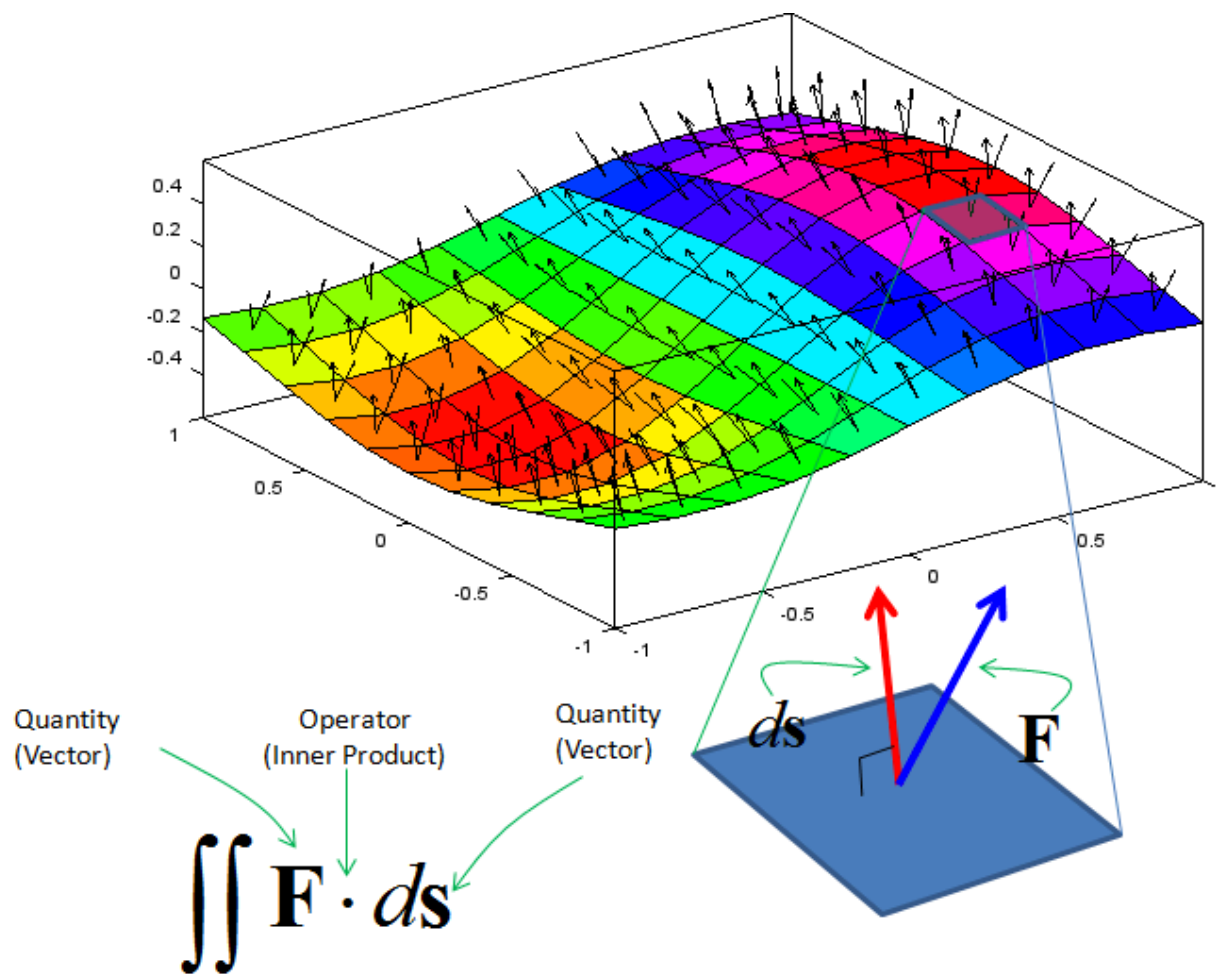 0.4
0.2
0
-0.2
-0.4
1
0.5
0
-0.5
-1
-1
-0.5
0
0.5
ds
F
Quantity
(Vector)
Operator
(Inner Product)
Quantity
(Vector)
∬ F · ds